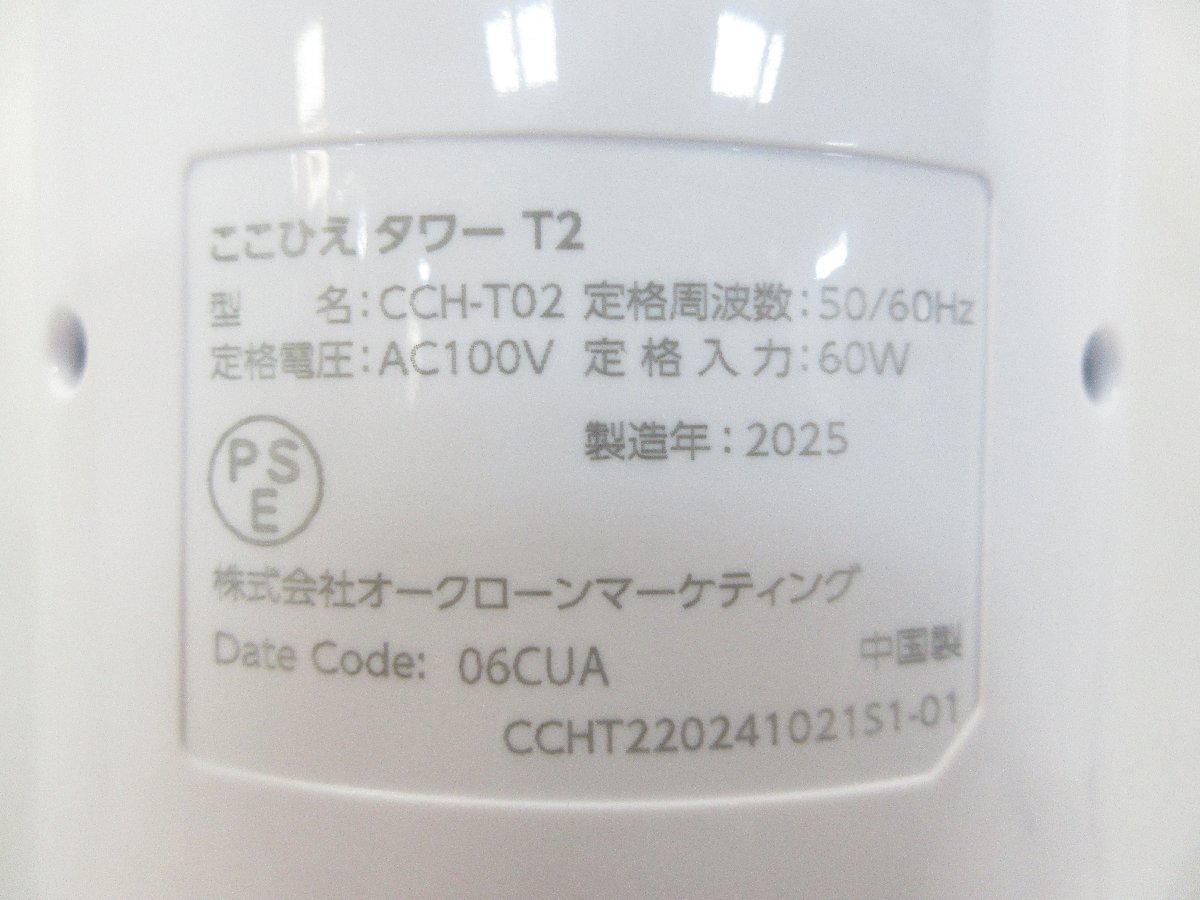 ここひえ タワー T2
型　　名：CCH-T02 定格周波数：50/60Hz
定格電圧：AC100V 定格入力：60W
製造年：2025
PS
E
株式会社オークローンマーケティング
中国製
Date Code: 06CUA
CCHT220241021S1-01